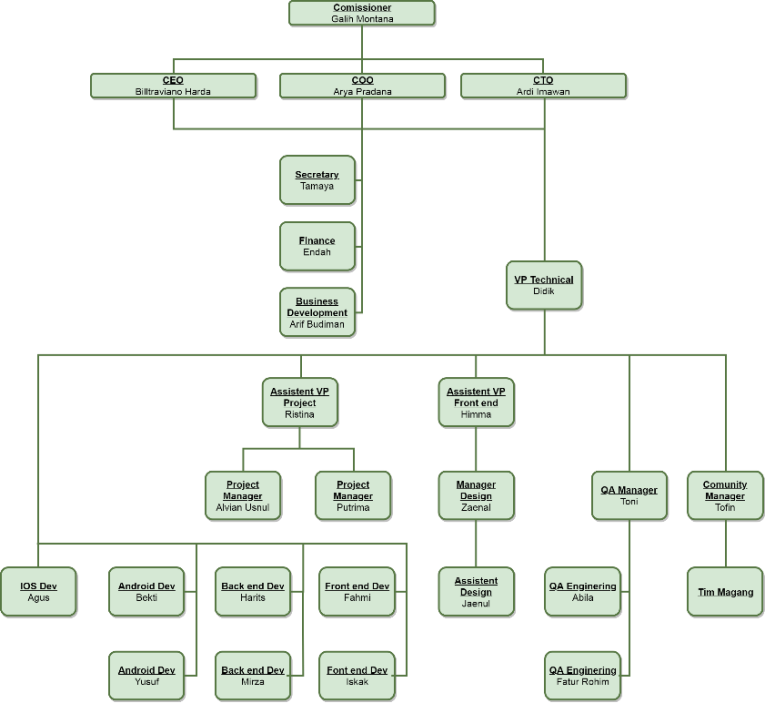 Comissioner
Galih Montana
CEO
Billtraviano Harda
COO
Arya Pradana
CTO
Ardi Imawan
Secretary
Tamaya
FInance
Endah
Business
Development
Arif Budiman
VP Technical
Didik
Assistent VP
Project
Ristina
Assistent VP
Front end
Himma
Project
Manager
Alvian Usnul
Project
Manager
Putrima
Manager
Design
Zaenal
QA Manager
Toni
Comunity
Manager
Tofin
IOS Dev
Agus
Android Dev
Bekti
Back end Dev
Harits
Front end Dev
Fahmi
Assistent
Design
Jaenul
QA Enginering
Abila
Tim Magang
Android Dev
Yusuf
Back end Dev
Mirza
Font end Dev
Iskak
QA Enginering
Fatur Rohim